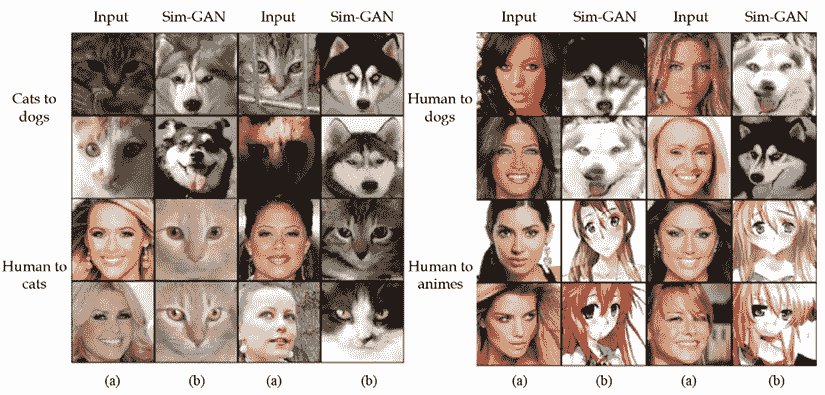 Input Sim-GAN Input Sim-GAN
Cats to
dogs
Human to
cats
(a) (b) (a) (b)
Input Sim-GAN Input Sim-GAN
Human to
dogs
Human to
animes
(a) (b) (a) (b)